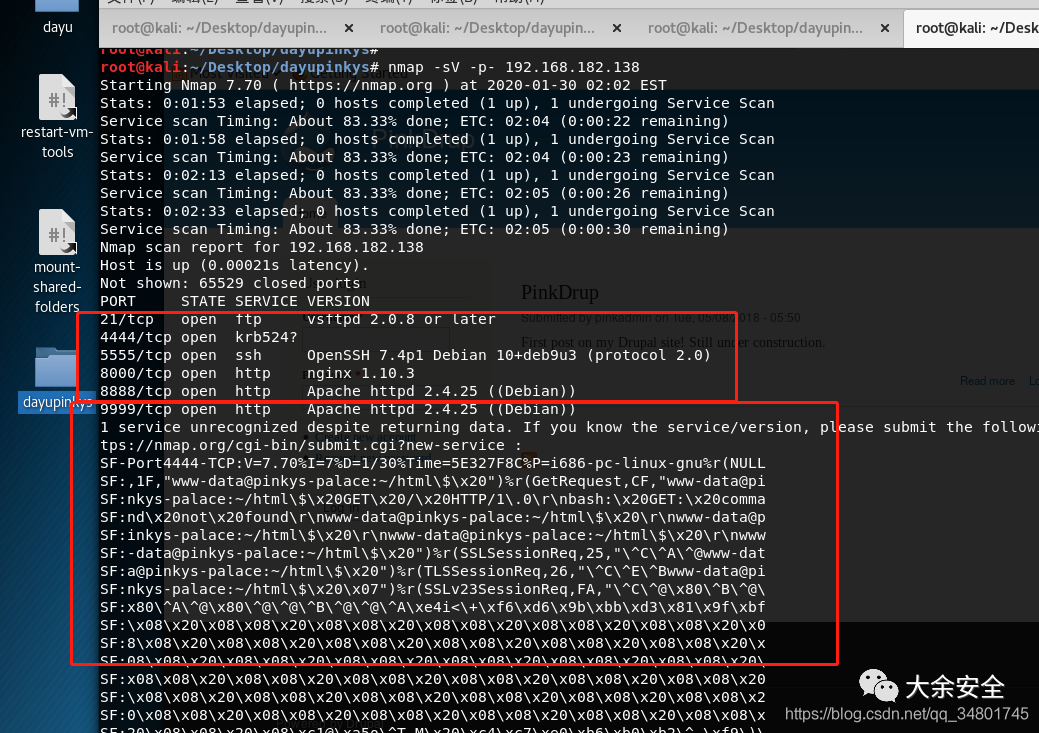 dayu
restart-vm-
tools
mount-
shared-
folders
dayupinkys
root@kali: ~/Desktop/dayupin... ×
root@kali: ~/Desktop/dayupin... ×
root@kali: ~/Desktop/dayupin... ×
root@kali: ~/Desk
root@kali:~/Desktop/dayupinkys#
root@kali:~/Desktop/dayupinkys# nmap -sV -p- 192.168.182.138
Starting Nmap 7.70 ( https://nmap.org ) at 2020-01-30 02:02 EST
Stats: 0:01:53 elapsed; 0 hosts completed (1 up), 1 undergoing Service Scan
Service scan Timing: About 83.33% done; ETC: 02:04 (0:00:22 remaining)
Stats: 0:01:58 elapsed; 0 hosts completed (1 up), 1 undergoing Service Scan
Service scan Timing: About 83.33% done; ETC: 02:04 (0:00:23 remaining)
Stats: 0:02:13 elapsed; 0 hosts completed (1 up), 1 undergoing Service Scan
Service scan Timing: About 83.33% done; ETC: 02:05 (0:00:26 remaining)
Stats: 0:02:33 elapsed; 0 hosts completed (1 up), 1 undergoing Service Scan
Service scan Timing: About 83.33% done; ETC: 02:05 (0:00:30 remaining)
Nmap scan report for 192.168.182.138
Host is up (0.00021s latency).
Not shown: 65529 closed ports
PORT     STATE SERVICE VERSION
21/tcp   open  ftp     vsftpd 2.0.8 or later
4444/tcp open  krb524?
5555/tcp open  ssh     OpenSSH 7.4p1 Debian 10+deb9u3 (protocol 2.0)
8000/tcp open  http    nginx 1.10.3
8888/tcp open  http    Apache httpd 2.4.25 ((Debian))
9999/tcp open  http    Apache httpd 2.4.25 ((Debian))
1 service unrecognized despite returning data. If you know the service/version, please submit the followi
tps://nmap.org/cgi-bin/submit.cgi?new-service :
SF-Port4444-TCP:V=7.70%I=7%D=1/30%Time=5E327F8C%P=i686-pc-linux-gnu%r(NULL
SF:,1F,"www-data@pinkys-palace:~/html\$\x20")%r(GetRequest,CF,"www-data@pi
SF:nkys-palace:~/html\$\x20GET\x20/\x20HTTP/1\.0\r\nbash:\x20GET:\x20comma
SF:nd\x20not\x20found\r\nwww-data@pinkys-palace:~/html\$\x20\r\nwww-data@p
SF:inkys-palace:~/html\$\x20\r\nwww-data@pinkys-palace:~/html\$\x20\r\nwww
SF:-data@pinkys-palace:~/html\$\x20")%r(SSLSessionReq,25,"\^C\^A\^@www-dat
SF:a@pinkys-palace:~/html\$\x20")%r(TLSSessionReq,26,"\^C\^E\^Bwww-data@pi
SF:nkys-palace:~/html\$\x20\x07")%r(SSLv23SessionReq,FA,"\^C\^@\x80\^B\^@\
SF:x80\^A\^@\x80\^@\^@\^B\^@\^@\^A\xe4i<\+\xf6\xd6\x9b\xbb\xd3\x81\x9f\xbf
SF:\x08\x20\x08\x08\x20\x08\x08\x20\x08\x08\x20\x08\x08\x20\x08\x08\x20\x0
SF:8\x08\x20\x08\x08\x20\x08\x08\x20\x08\x08\x20\x08\x08\x20\x08\x08\x20\x
SF:08\x08\x20\x08\x08\x20\x08\x08\x20\x08\x08\x20\x08\x08\x20\x08\x08\x20\
SF:x08\x08\x20\x08\x08\x20\x08\x08\x20\x08\x08\x20\x08\x08\x20\x08\x08\x20
SF:\x08\x08\x20\x08\x08\x20\x08\x08\x20\x08\x08\x20\x08\x08\x20\x08\x08\x2
SF:0\x08\x08\x20\x08\x08\x20\x08\x08\x20\x08\x08\x20\x08\x08\x20\x08\x08\x
PinkDrup
Submitted by pinkadmin on Tue, 05/08/2018 - 05:50
First post on my Drupal site! Still under construction.
Read more
大余安全
https://blog.csdn.net/qq_34801745